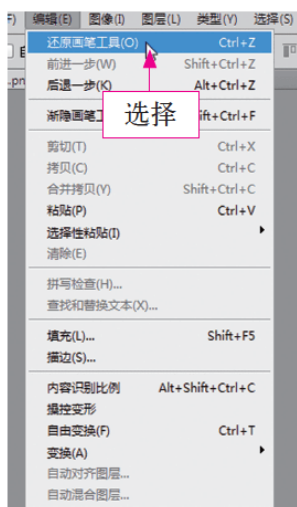 F) 编辑(E) 图像(I) 图层(L) 类型(Y) 选择(S)
还原画笔工具(O) Ctrl+Z
前进一步(W) Shift+Ctrl+Z
.pn
后退一步(K) Alt+Ctrl+Z
选择
渐隐画笔工 ift+Ctrl+F
剪切(T) Ctrl+X
拷贝(C) Ctrl+C
合并拷贝(Y) Shift+Ctrl+C
粘贴(P) Ctrl+V
选择性粘贴(I)
清除(E)
拼写检查(H)...
查找和替换文本(X)...
填充(L)... Shift+F5
描边(S)...
内容识别比例 Alt+Shift+Ctrl+C
操控变形
自由变换(F) Ctrl+T
变换(A)
自动对齐图层...
自动混合图层...